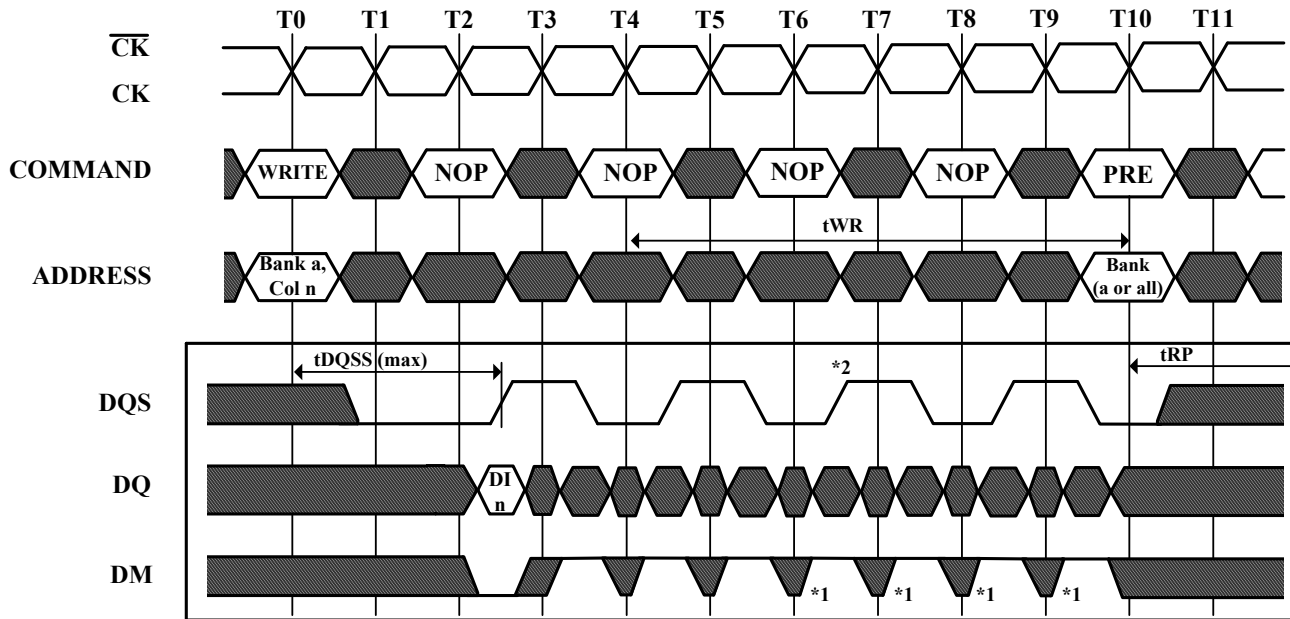 T0 T1 T2 T3 T4 T5 T6 T7 T8 T9 T10 T11
CK
CK
COMMAND
WRITE NOP NOP NOP NOP PRE
tWR
ADDRESS
Bank a,
Col n
Bank
(a or all)
tDQSS (max)
*2
tRP
DQS
DQ
DI
n
DM
*1 *1 *1 *1